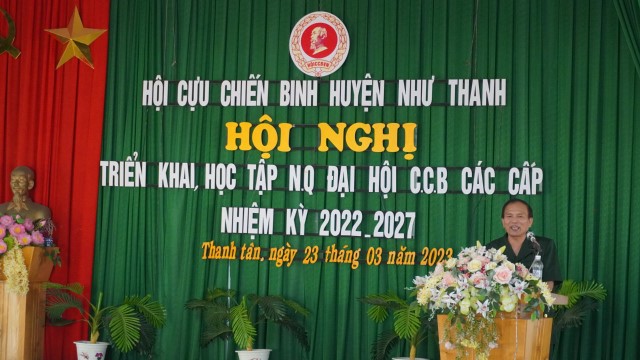 HỘI CỰU CHIẾN BINH HUYỆN NHƯ THANH
HỘI NGHỊ
TRIỂN KHAI, HỌC TẬP N.Q ĐẠI HỘI C.C.B CÁC CẤP
NHIỆM KỲ 2022_2027
Thanh tân, ngày 23 tháng 03 năm 2023